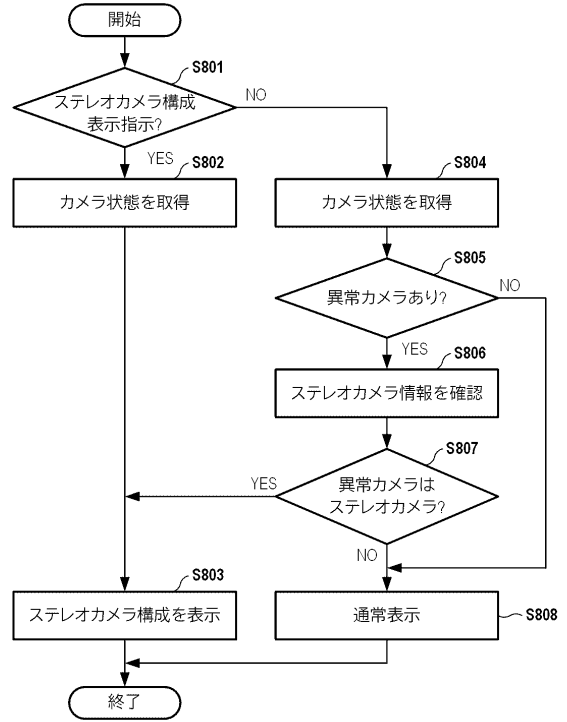 開始
S801
ステレオカメラ構成
表示指示?
NO
YES
S802
カメラ状態を取得
S804
カメラ状態を取得
S805
異常カメラあり?
NO
YES
S806
ステレオカメラ情報を確認
S807
異常カメラは
ステレオカメラ?
YES
NO
S803
ステレオカメラ構成を表示
通常表示
S808
終了